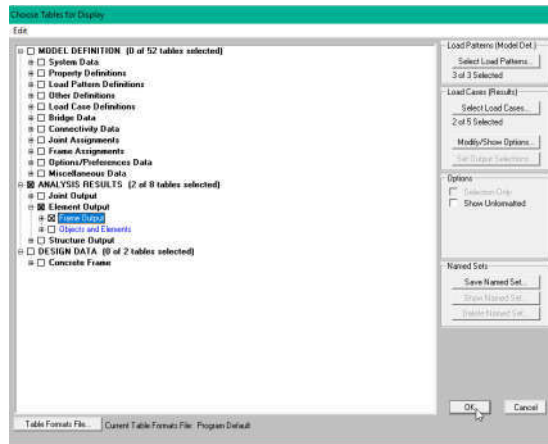 Choose Tables for Display
Edit
MODEL DEFINITION (0 of 52 tables selected)
System Data
Property Definitions
Load Pattern Definitions
Other Definitions
Load Case Definitions
Bridge Data
Connectivity Data
Joint Assignments
Frame Assignments
Options/Preferences Data
Miscellaneous Data
ANALYSIS RESULTS (2 of 8 tables selected)
Joint Output
Element Output
Frame Output
Objects and Elements
Structure Output
DESIGN DATA (0 of 2 tables selected)
Concrete Frame
Table Formats File...
Current Table Formats File: Program Default
Load Patterns (Model Def.)
Select Load Patterns...
3 of 3 Selected
Load Cases (Results)
Select Load Cases...
2 of 5 Selected
Modify/Show Options...
Set Output Selections...
Options
Selection Only
Show Unformatted
Named Sets
Save Named Set...
Show Named Set...
Delete Named Set...
OK
Cancel